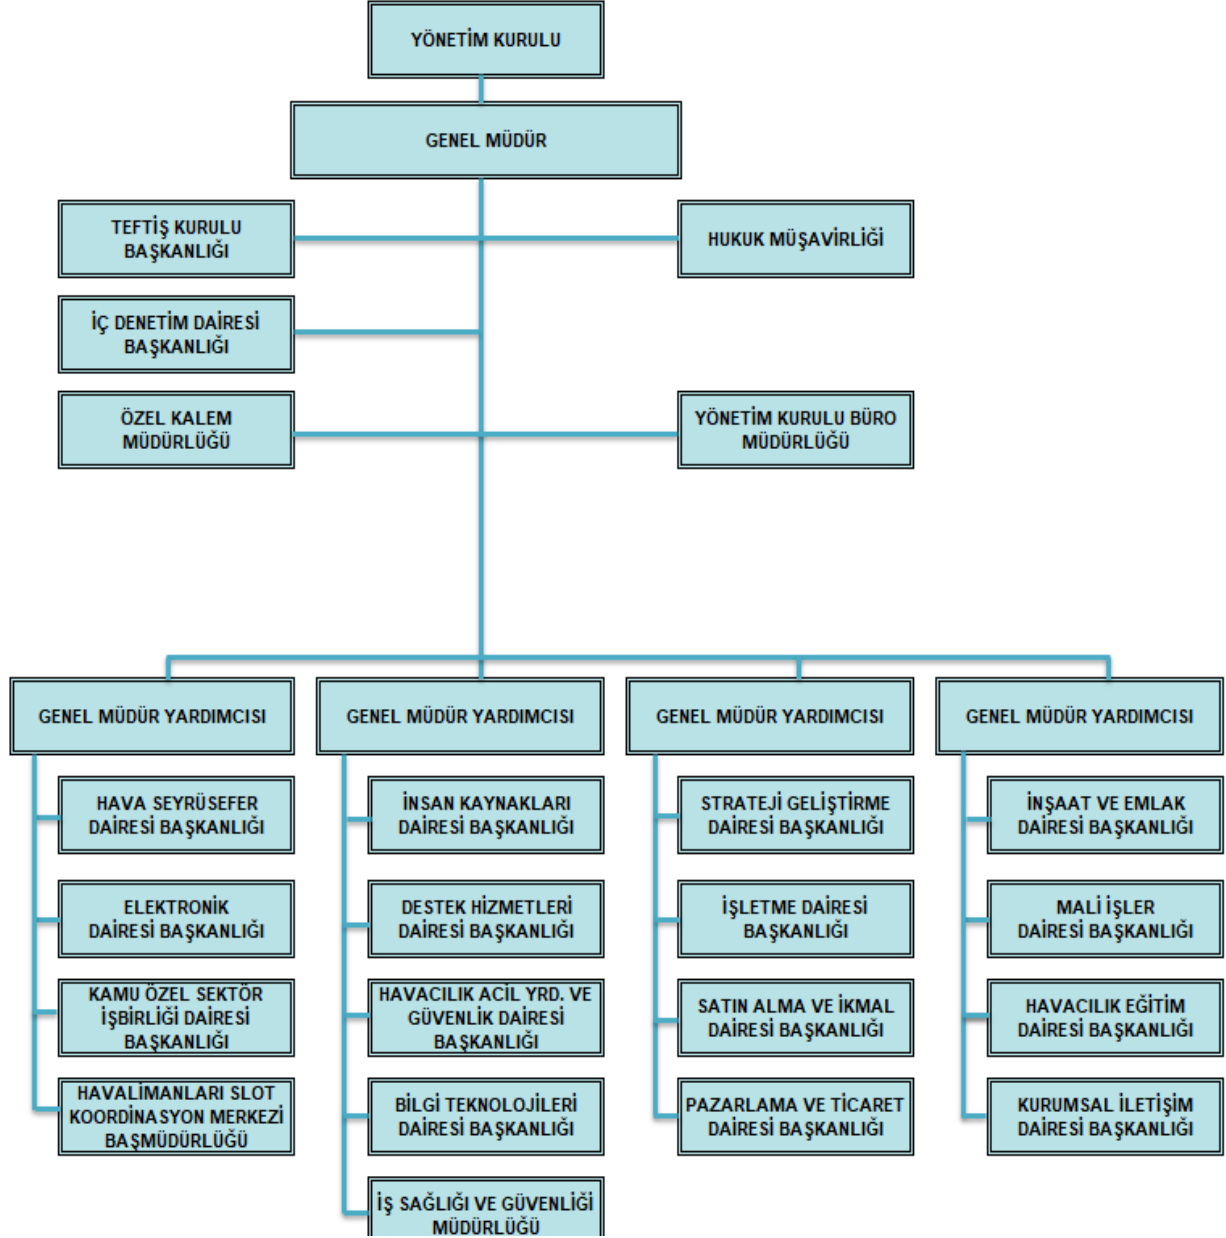 YÖNETİM KURULU
GENEL MÜDÜR
TEFTİŞ KURULU
BAŞKANLIĞI
HUKUK MÜŞAVİRLİĞİ
İÇ DENETİM DAİRESİ
BAŞKANLIĞI
ÖZEL KALEM
MÜDÜRLÜĞÜ
YÖNETİM KURULU BÜRO
MÜDÜRLÜĞÜ
GENEL MÜDÜR YARDIMCISI
HAVA SEYRÜSEFER
DAİRESİ BAŞKANLIĞI
ELEKTRONİK
DAİRESİ BAŞKANLIĞI
KAMU ÖZEL SEKTÖR
İŞBİRLİĞİ DAİRESİ
BAŞKANLIĞI
HAVALİMANLARI SLOT
KOORDİNASYON MERKEZİ
BAŞMÜDÜRLÜĞÜ
GENEL MÜDÜR YARDIMCISI
İNSAN KAYNAKLARI
DAİRESİ BAŞKANLIĞI
DESTEK HİZMETLERİ
DAİRESİ BAŞKANLIĞI
HAVACILIK ACİL YRD. VE
GÜVENLİK DAİRESİ
BAŞKANLIĞI
BİLGİ TEKNOLOJİLERİ
DAİRESİ BAŞKANLIĞI
İŞ SAĞLIĞI VE GÜVENLİĞİ
MÜDÜRLÜĞÜ
GENEL MÜDÜR YARDIMCISI
STRATEJİ GELİŞTİRME
DAİRESİ BAŞKANLIĞI
İŞLETME DAİRESİ
BAŞKANLIĞI
SATIN ALMA VE İKMAL
DAİRESİ BAŞKANLIĞI
PAZARLAMA VE TİCARET
DAİRESİ BAŞKANLIĞI
GENEL MÜDÜR YARDIMCISI
İNŞAAT VE EMLAK
DAİRESİ BAŞKANLIĞI
MALİ İŞLER
DAİRESİ BAŞKANLIĞI
HAVACILIK EĞİTİM
DAİRESİ BAŞKANLIĞI
KURUMSAL İLETİŞİM
DAİRESİ BAŞKANLIĞI